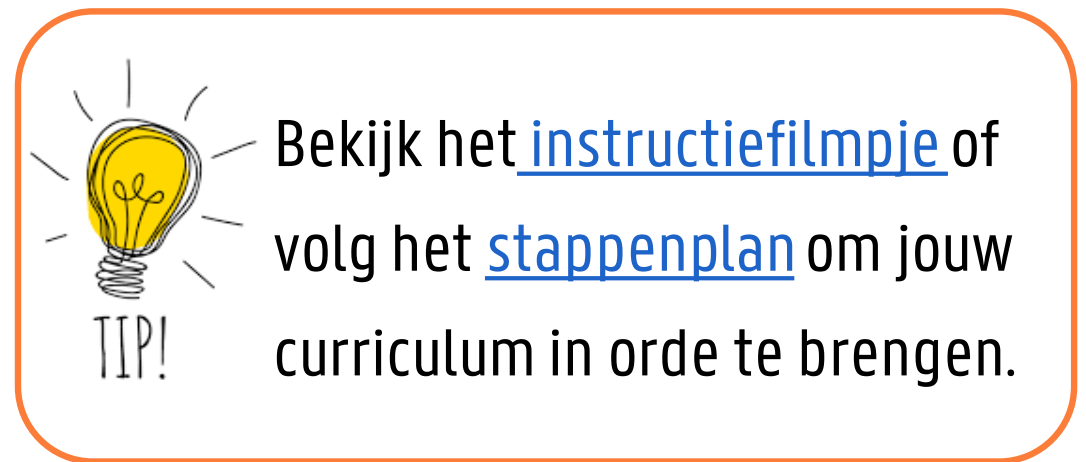 Bekijk het instructiefilmpje of
volg het stappenplan om jouw
curriculum in orde te brengen.
TIP!